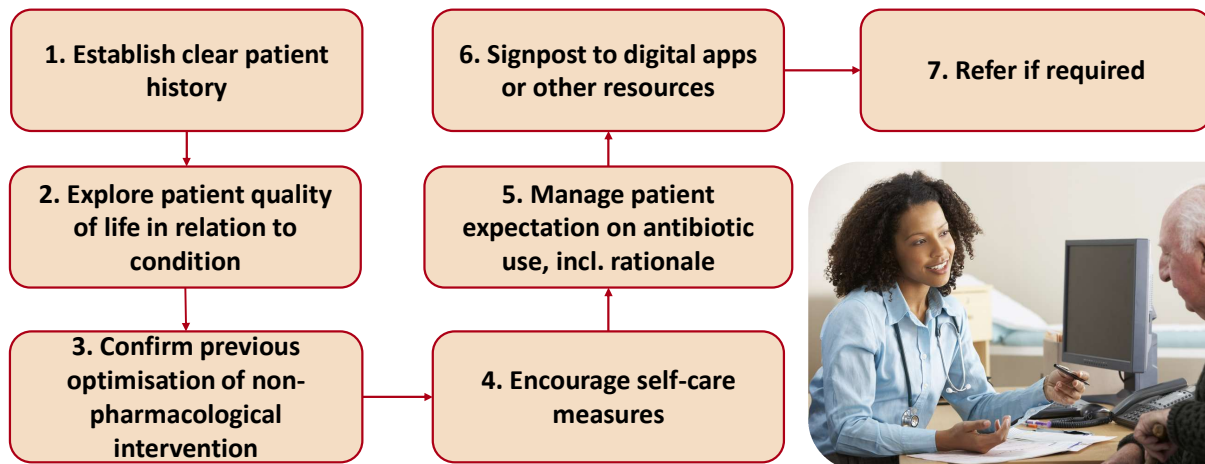 1. Establish clear patient
history
2. Explore patient quality
of life in relation to
condition
3. Confirm previous
optimisation of non-
pharmacological
intervention
4. Encourage self-care
measures
5. Manage patient
expectation on antibiotic
use, incl. rationale
6. Signpost to digital apps
or other resources
7. Refer if required